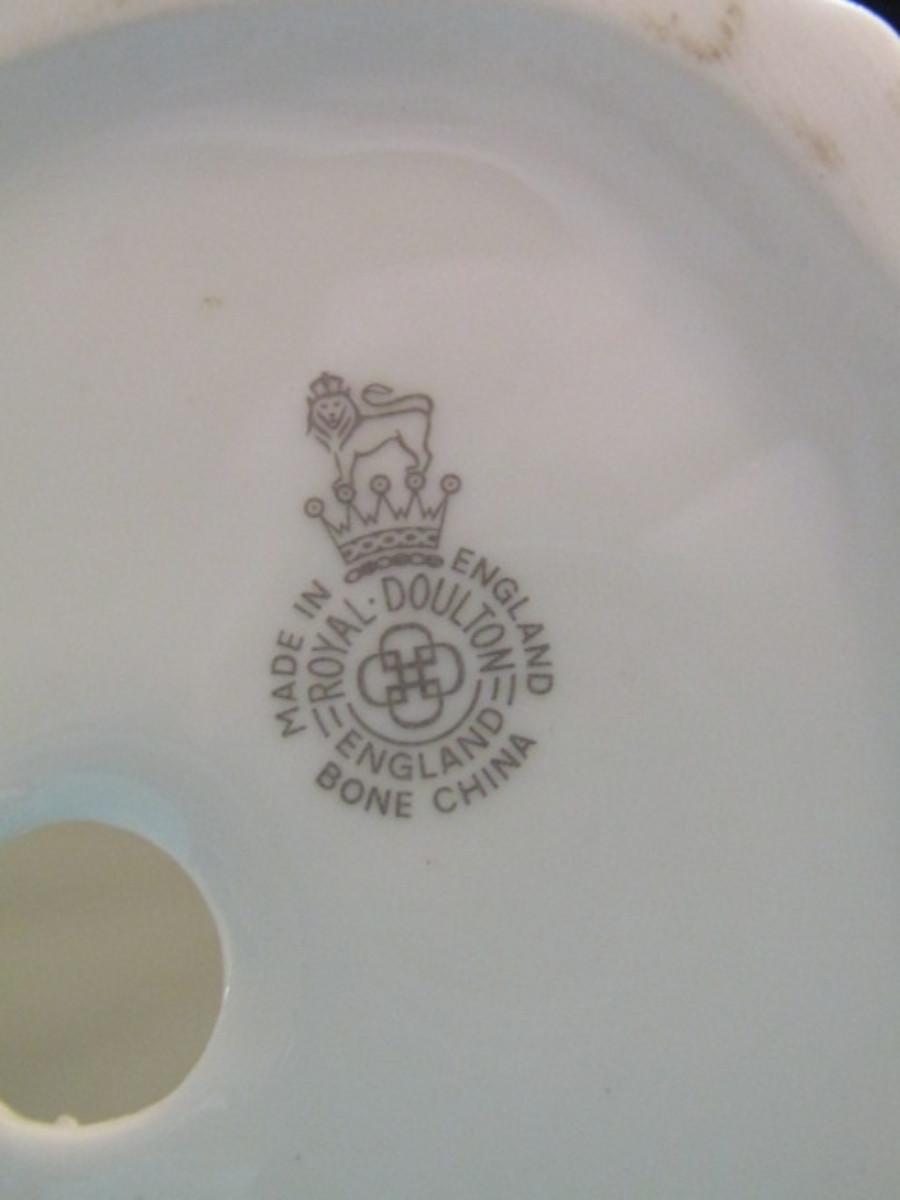 MADE IN ENGLAND
ROYAL·DOULTON
ENGLAND
BONE CHINA